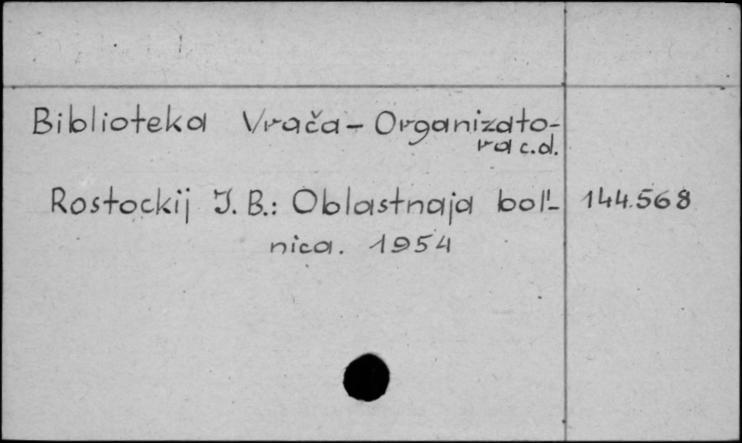 Biblioteka Vrača-Organizato-
ra c.d.
Rostockij J. B.: Oblastnaja bol'- 144.568
nica. 1954